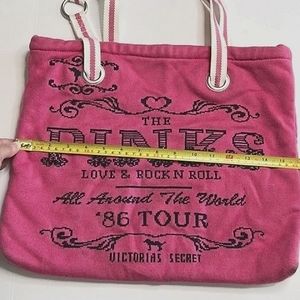 THE
PINKS
LOVE & ROCK N ROLL
All Around The World
'86 TOUR
VICTORIAS SECRET